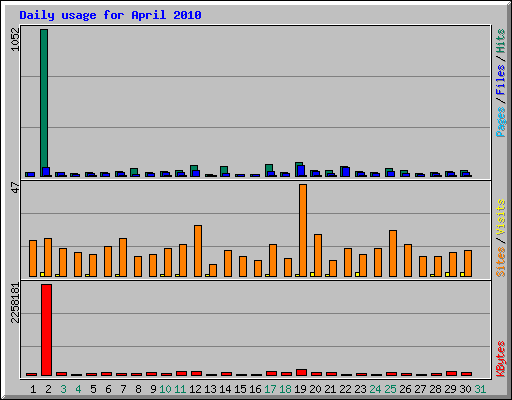 Daily usage for April 2010
1052
Pages / Files / Hits
47
Sites / Visits
2258181
KBytes
1 2 3 4 5 6 7 8 9 10 11 12 13 14 15 16 17 18 19 20 21 22 23 24 25 26 27 28 29 30 31